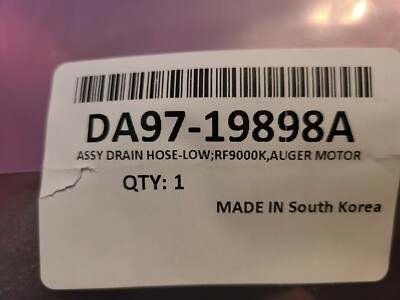 DA97-19898A
ASSY DRAIN HOSE-LOW;RF9000K,AUGER MOTOR
QTY: 1
MADE IN South Korea